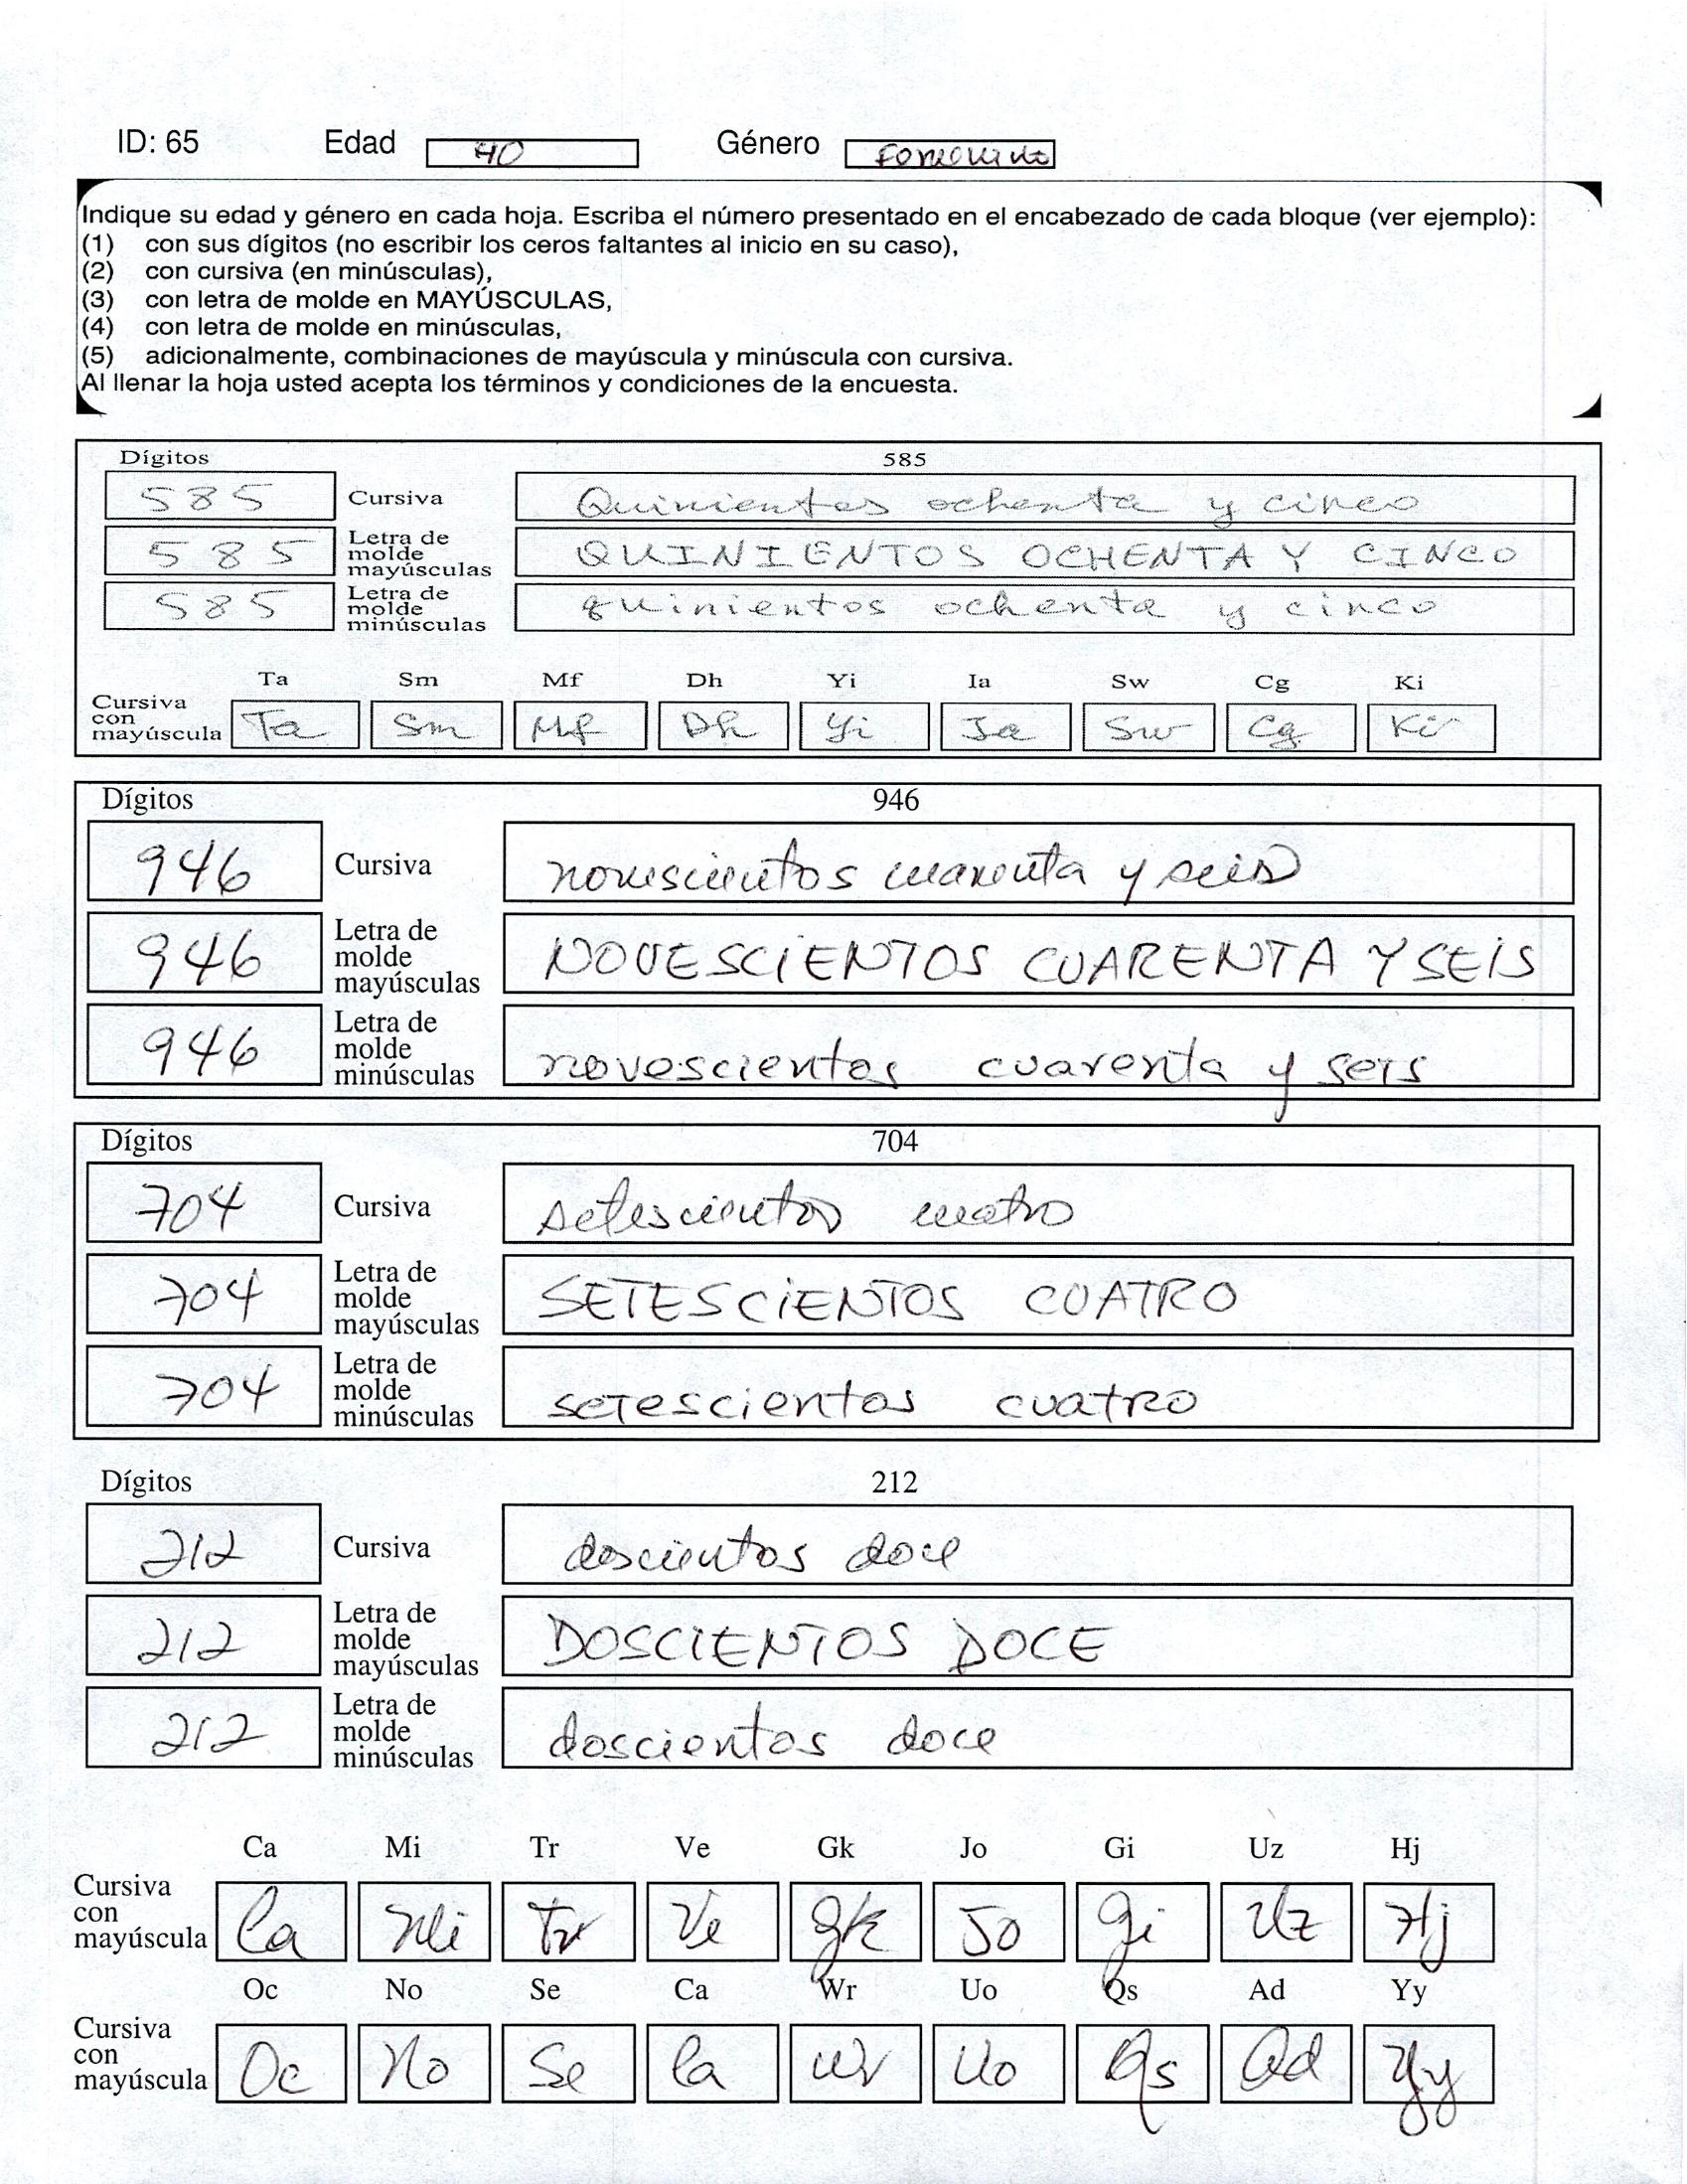 ID: 65 Edad 40 Género Femenino
Indique su edad y género en cada hoja. Escriba el número presentado en el encabezado de cada bloque (ver ejemplo):
(1) con sus dígitos (no escribir los ceros faltantes al inicio en su caso),
(2) con cursiva (en minúsculas),
(3) con letra de molde en MAYÚSCULAS,
(4) con letra de molde en minúsculas,
(5) adicionalmente, combinaciones de mayúscula y minúscula con cursiva.
Al llenar la hoja usted acepta los términos y condiciones de la encuesta.
Dígitos 585
585 Cursiva Quinientos ochenta y cinco
585 Letra de molde mayúsculas QUINIENTOS OCHENTA Y CINCO
585 Letra de molde minúsculas quinientos ochenta y cinco
Ta Sm Mf Dh Yi Ia Sw Cg Ki
Cursiva con mayúscula Ta Sm Mf Dh Yi Ia Sw Cg Ki
Dígitos 946
946 Cursiva novescientos cuarenta y seis
946 Letra de molde mayúsculas NOVESCIENTOS CUARENTA Y SEIS
946 Letra de molde minúsculas novescientos cuarenta y seis
Dígitos 704
704 Cursiva setescientos cuatro
704 Letra de molde mayúsculas SETESCIENTOS CUATRO
704 Letra de molde minúsculas setescientos cuatro
Dígitos 212
212 Cursiva doscientos doce
212 Letra de molde mayúsculas DOSCIENTOS DOCE
212 Letra de molde minúsculas doscientos doce
Ca Mi Tr Ve Gk Jo Gi Uz Hj
Cursiva con mayúscula Ca Mi Tr Ve Gk Jo Gi Uz Hj
Oc No Se Ca Wr Uo Qs Ad Yy
Cursiva con mayúscula Oc No Se Ca Wr Uo Qs Ad Yy